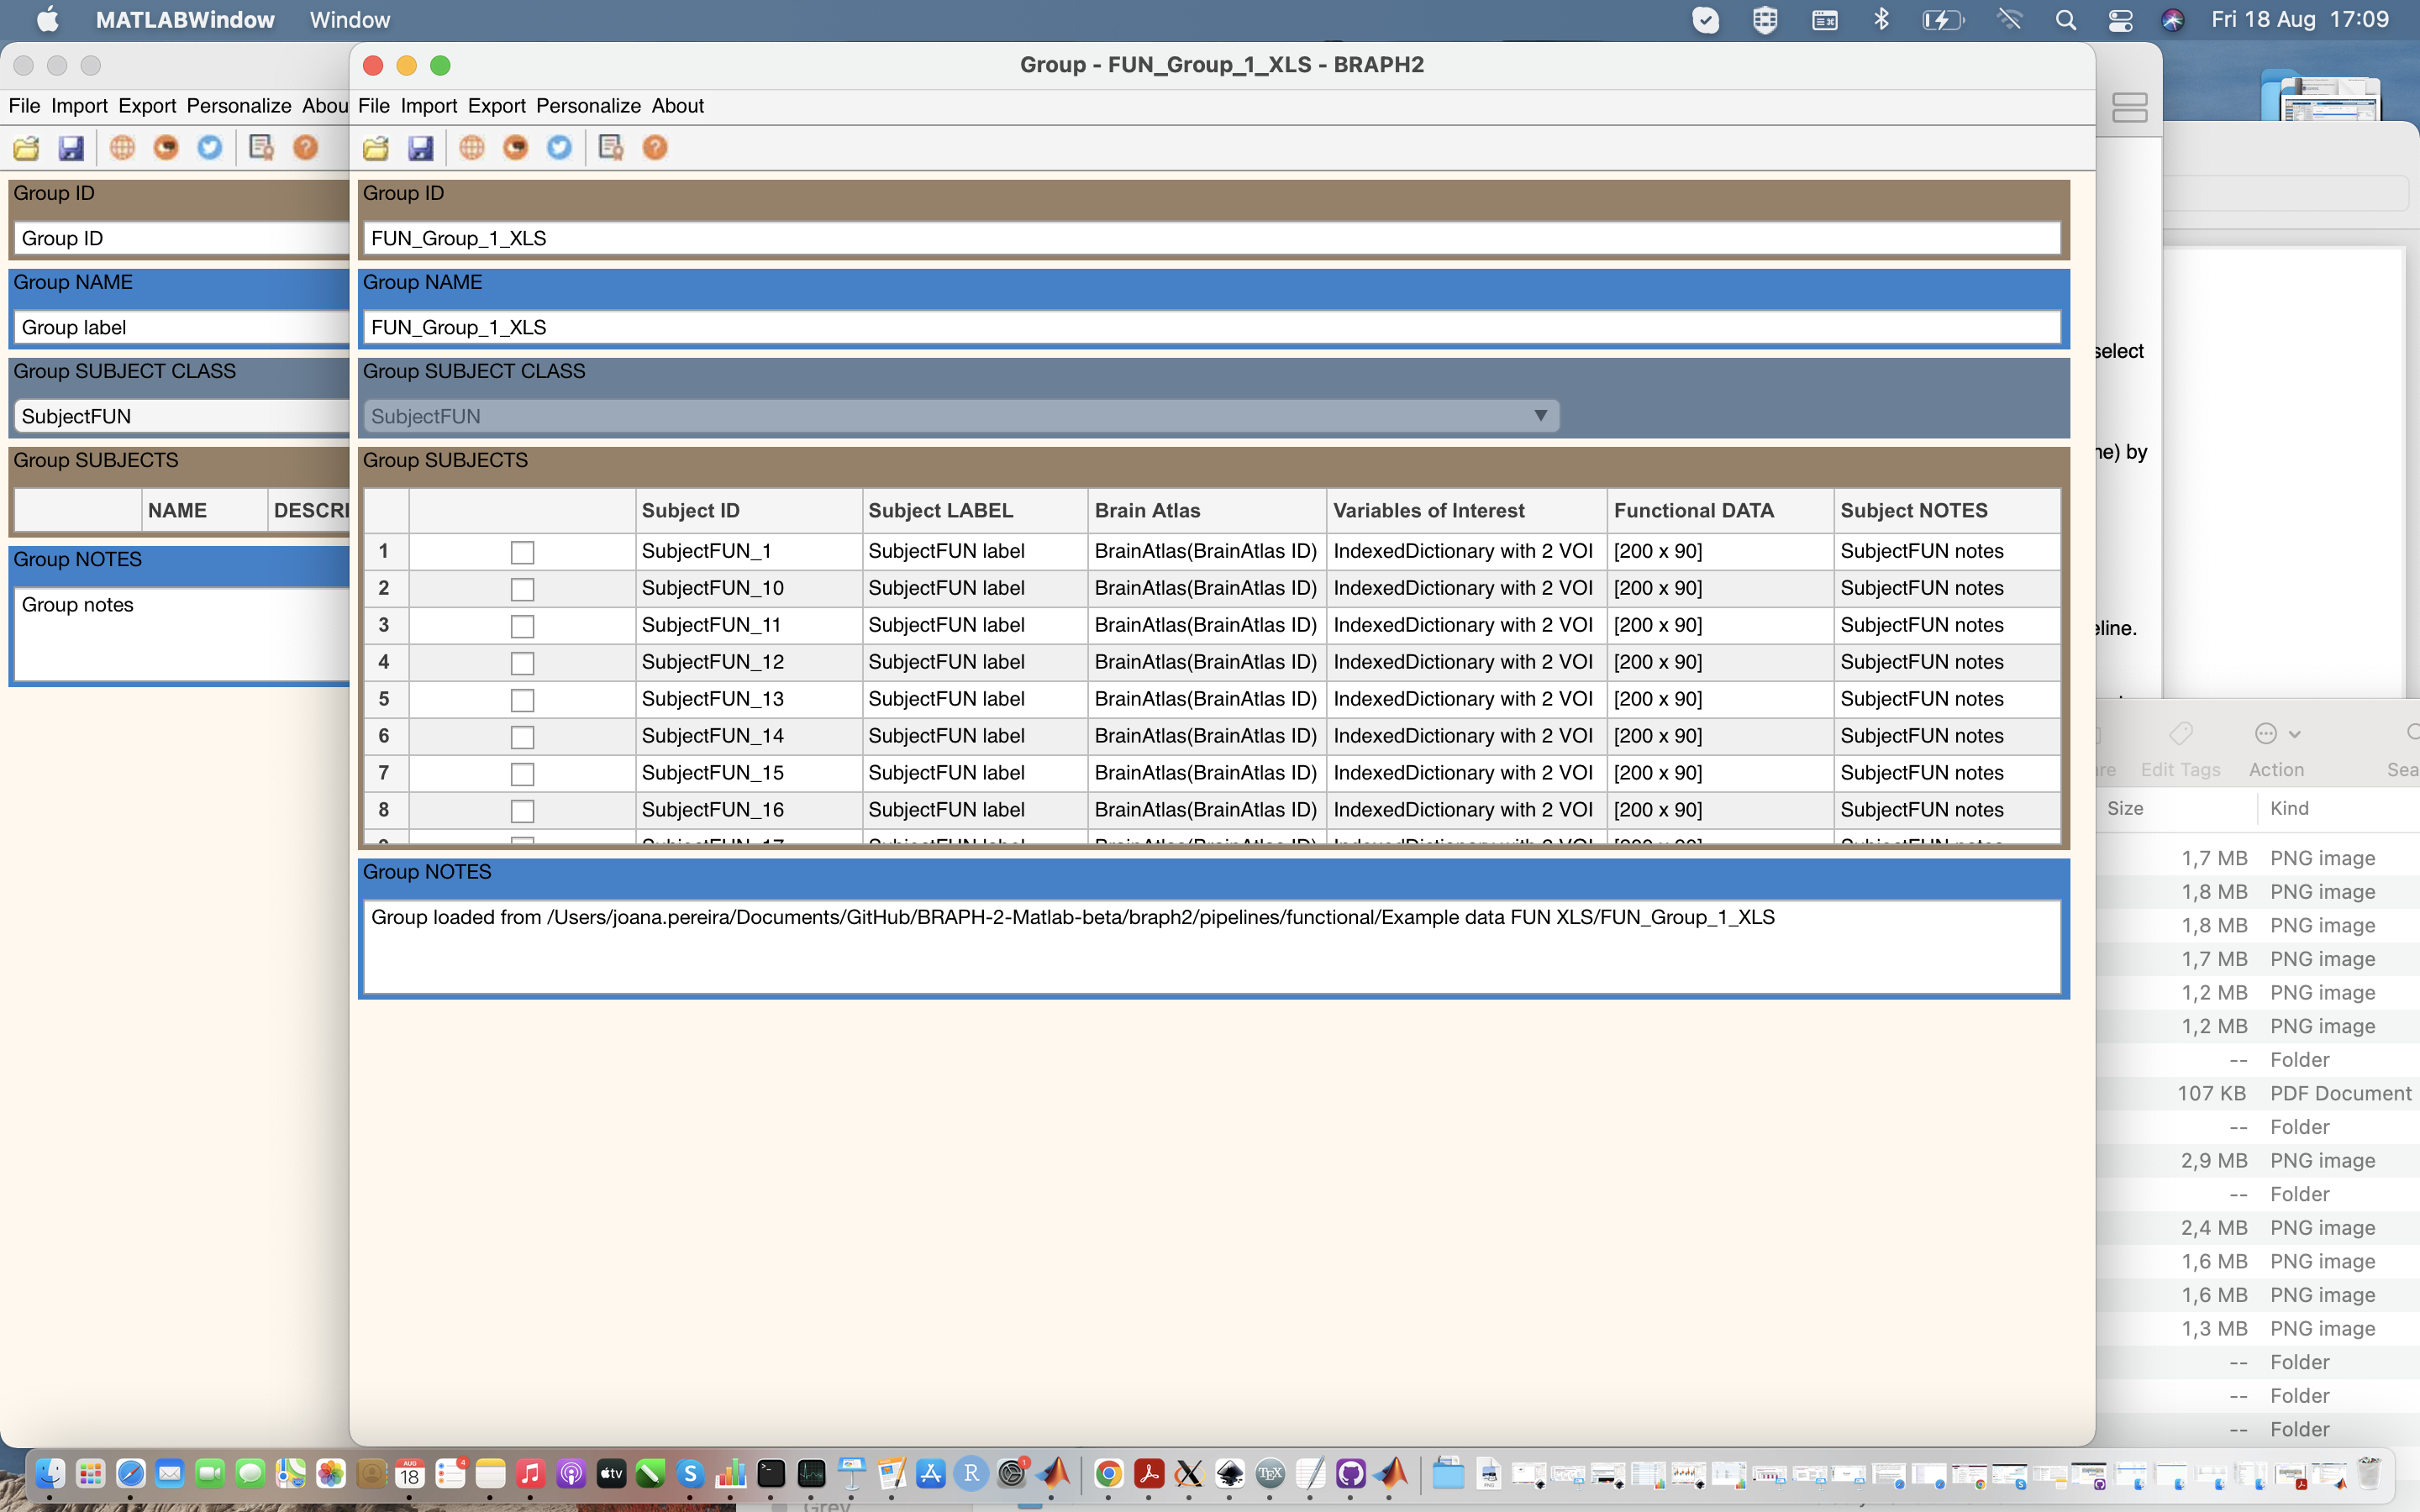 MATLABWindow Window
Fri 18 Aug 17:09
Group - FUN_Group_1_XLS - BRAPH2
File Import Export Personalize Abou
File Import Export Personalize About
Group ID
Group ID
Group NAME
Group label
Group SUBJECT CLASS
SubjectFUN
Group SUBJECTS
NAME DESCRI
Group NOTES
Group notes
Group ID
FUN_Group_1_XLS
Group NAME
FUN_Group_1_XLS
Group SUBJECT CLASS
SubjectFUN
Group SUBJECTS
Subject ID Subject LABEL Brain Atlas Variables of Interest Functional DATA Subject NOTES
1 SubjectFUN_1 SubjectFUN label BrainAtlas(BrainAtlas ID) IndexedDictionary with 2 VOI [200 x 90] SubjectFUN notes
2 SubjectFUN_10 SubjectFUN label BrainAtlas(BrainAtlas ID) IndexedDictionary with 2 VOI [200 x 90] SubjectFUN notes
3 SubjectFUN_11 SubjectFUN label BrainAtlas(BrainAtlas ID) IndexedDictionary with 2 VOI [200 x 90] SubjectFUN notes
4 SubjectFUN_12 SubjectFUN label BrainAtlas(BrainAtlas ID) IndexedDictionary with 2 VOI [200 x 90] SubjectFUN notes
5 SubjectFUN_13 SubjectFUN label BrainAtlas(BrainAtlas ID) IndexedDictionary with 2 VOI [200 x 90] SubjectFUN notes
6 SubjectFUN_14 SubjectFUN label BrainAtlas(BrainAtlas ID) IndexedDictionary with 2 VOI [200 x 90] SubjectFUN notes
7 SubjectFUN_15 SubjectFUN label BrainAtlas(BrainAtlas ID) IndexedDictionary with 2 VOI [200 x 90] SubjectFUN notes
8 SubjectFUN_16 SubjectFUN label BrainAtlas(BrainAtlas ID) IndexedDictionary with 2 VOI [200 x 90] SubjectFUN notes
Group NOTES
Group loaded from /Users/joana.pereira/Documents/GitHub/BRAPH-2-Matlab-beta/braph2/pipelines/functional/Example data FUN XLS/FUN_Group_1_XLS
select
by
eline.
Edit Tags Action Sea
Size Kind
1,7 MB PNG image
1,8 MB PNG image
1,8 MB PNG image
1,7 MB PNG image
1,2 MB PNG image
1,2 MB PNG image
-- Folder
107 KB PDF Document
-- Folder
2,9 MB PNG image
-- Folder
2,4 MB PNG image
1,6 MB PNG image
1,6 MB PNG image
1,3 MB PNG image
-- Folder
-- Folder
-- Folder
AUG
18
4
tv
S
R
1
TEX